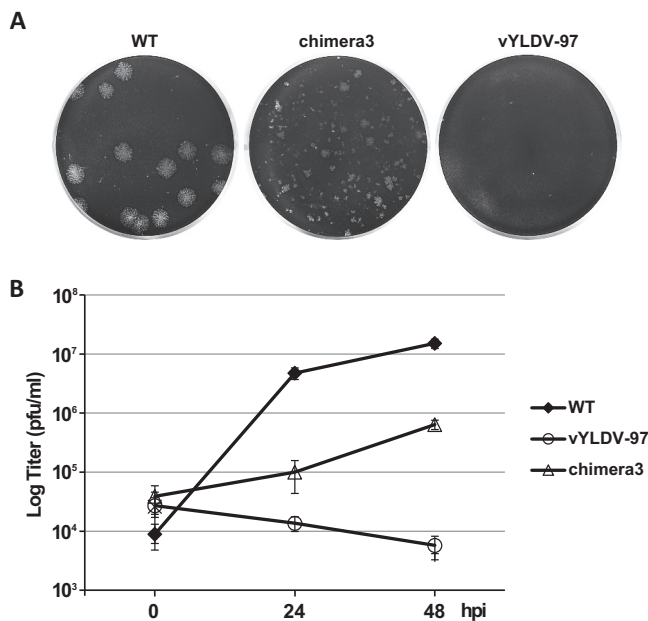 A
WT chimera3 vYLDV-97
B
Log Titer (pfu/ml)
10⁸
10⁷
10⁶
10⁵
10⁴
10³
0 24 48 hpi
WT
vYLDV-97
chimera3